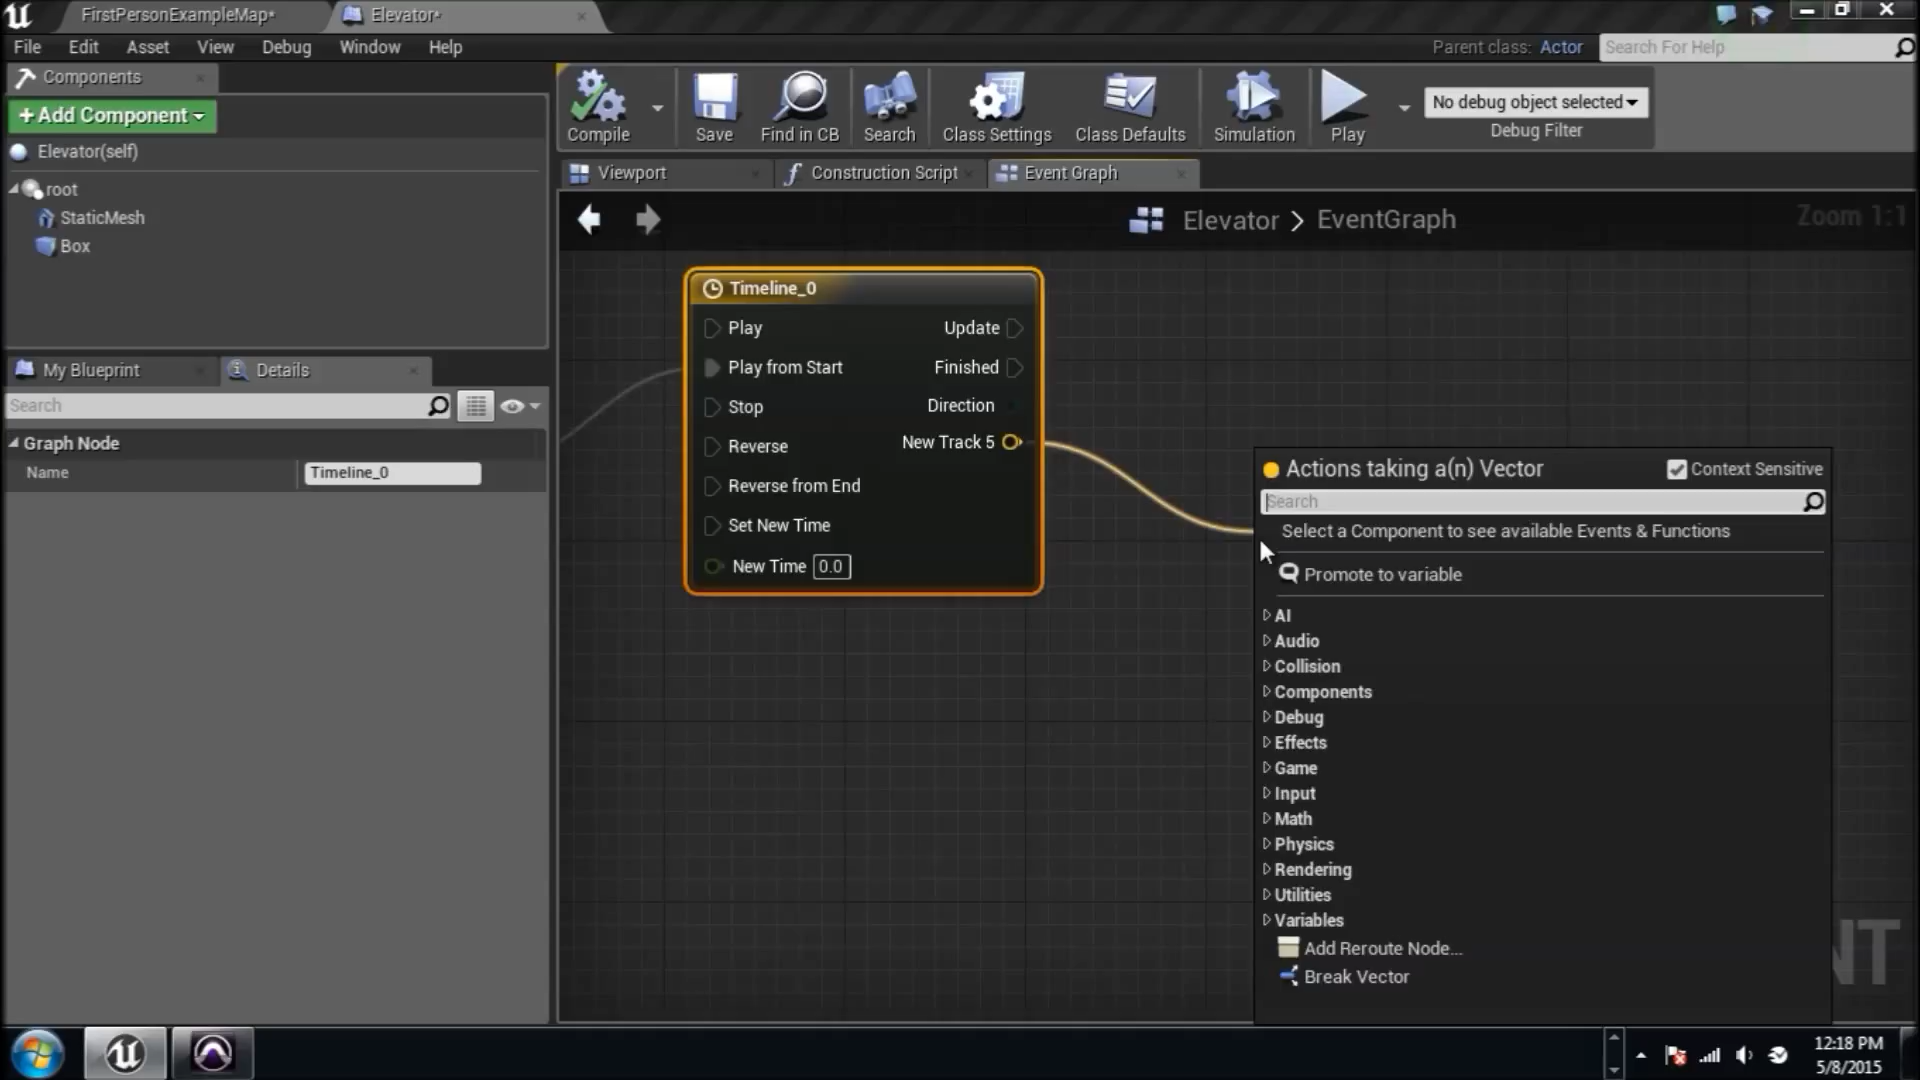 FirstPersonExampleMap*
Elevator*
File Edit Asset View Debug Window Help
Parent class: Actor
Search For Help
Components
+Add Component
Elevator(self)
root
StaticMesh
Box
Compile
Save
Find in CB
Search
Class Settings
Class Defaults
Simulation
Play
No debug object selected
Debug Filter
Viewport
Construction Script
Event Graph
Elevator > EventGraph
Zoom 1:1
My Blueprint
Details
Search
Graph Node
Name Timeline_0
Timeline_0
Play
Update
Play from Start
Finished
Stop
Direction
Reverse
New Track 5
Reverse from End
Set New Time
New Time 0.0
Actions taking a(n) Vector
Context Sensitive
Search
Select a Component to see available Events & Functions
Promote to variable
AI
Audio
Collision
Components
Debug
Effects
Game
Input
Math
Physics
Rendering
Utilities
Variables
Add Reroute Node...
Break Vector
NT
12:18 PM
5/8/2015